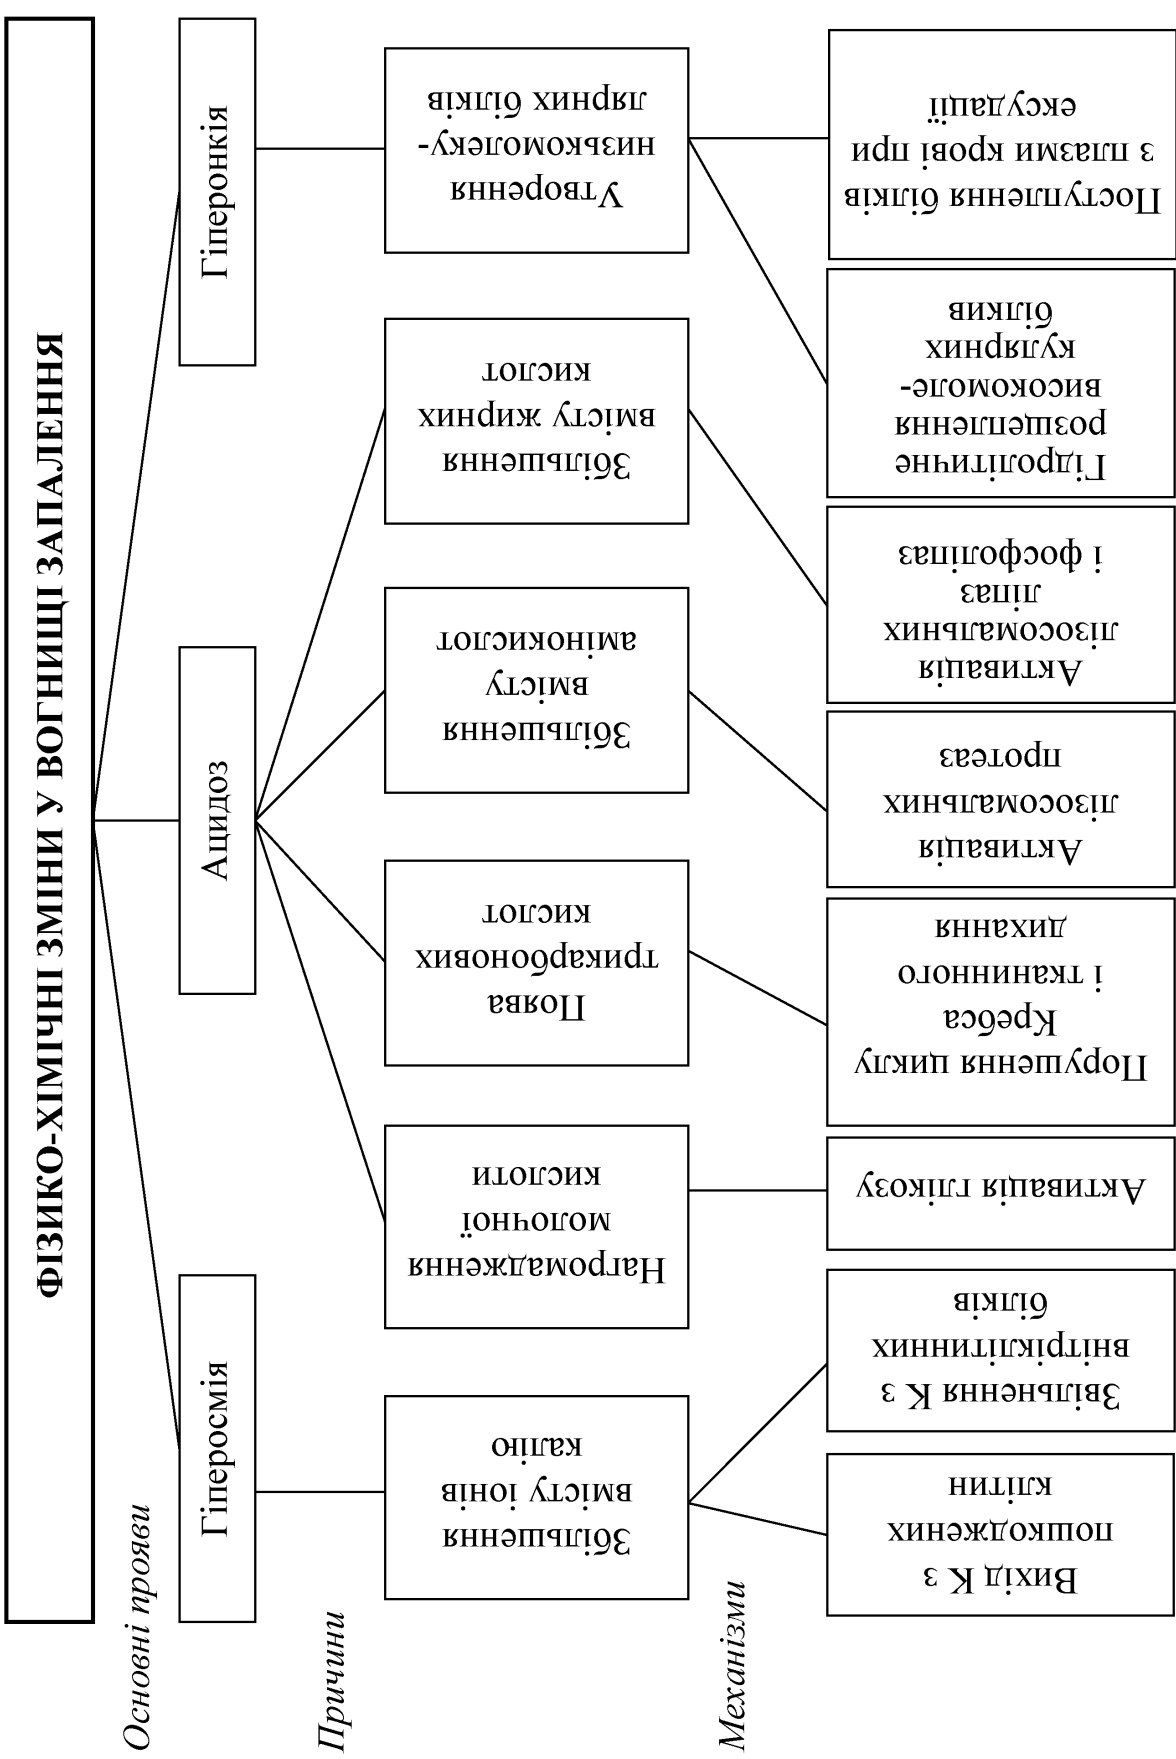 ФІЗИКО-ХІМІЧНІ ЗМІНИ У ВОГНИЩІ ЗАПАЛЕННЯ
Основні прояви
Гіперосмія
Ацидоз
Гіперонкія
Причини
Збільшення
вмісту іонів
калію
Нагромадження
молочної
кислоти
Поява
трикарбонових
кислот
Збільшення
вмісту
амінокислот
Збільшення
вмісту жирних
кислот
Утворення
низькомолеку-
лярних білків
Механізми
Вихід К з
пошкоджених
клітин
Звільнення К з
внітріклітинних
білків
Активація глікозу
Порушення циклу
Кребса
і тканинного
дихання
Активація
лізосомальних
протеаз
Активація
лізосомальних
ліпаз
і фосфоліпаз
Гідролітичне
розщеплення
високомоле-
кулярних
білкив
Поступлення білків
з плазми крові при
ексудації